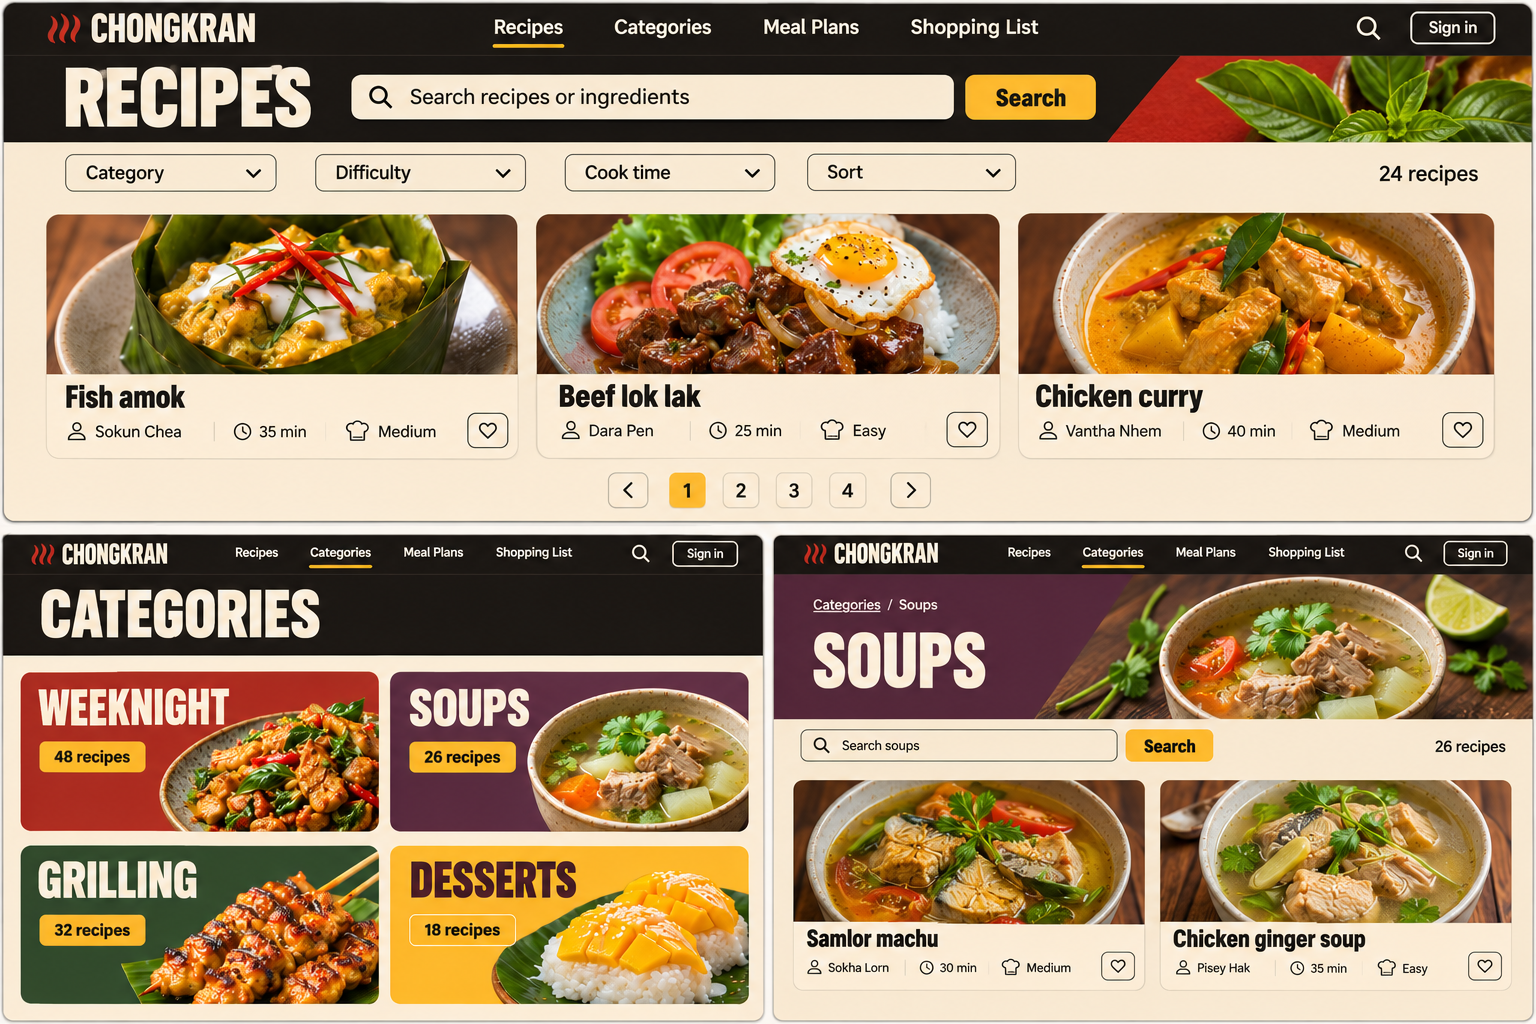 CHONGKRAN
Recipes Categories Meal Plans Shopping List
Sign in
RECIPES
Search recipes or ingredients
Search
Category
Difficulty
Cook time
Sort
24 recipes
Fish amok
Sokun Chea 35 min Medium
Beef lok lak
Dara Pen 25 min Easy
Chicken curry
Vantha Nhem 40 min Medium
1 2 3 4
CHONGKRAN
Recipes Categories Meal Plans Shopping List
Sign in
CATEGORIES
WEEKNIGHT
48 recipes
SOUPS
26 recipes
GRILLING
32 recipes
DESSERTS
18 recipes
CHONGKRAN
Recipes Categories Meal Plans Shopping List
Sign in
Categories / Soups
SOUPS
Search soups
Search
26 recipes
Samlor machu
Sokha Lorn 30 min Medium
Chicken ginger soup
Pisey Hak 35 min Easy